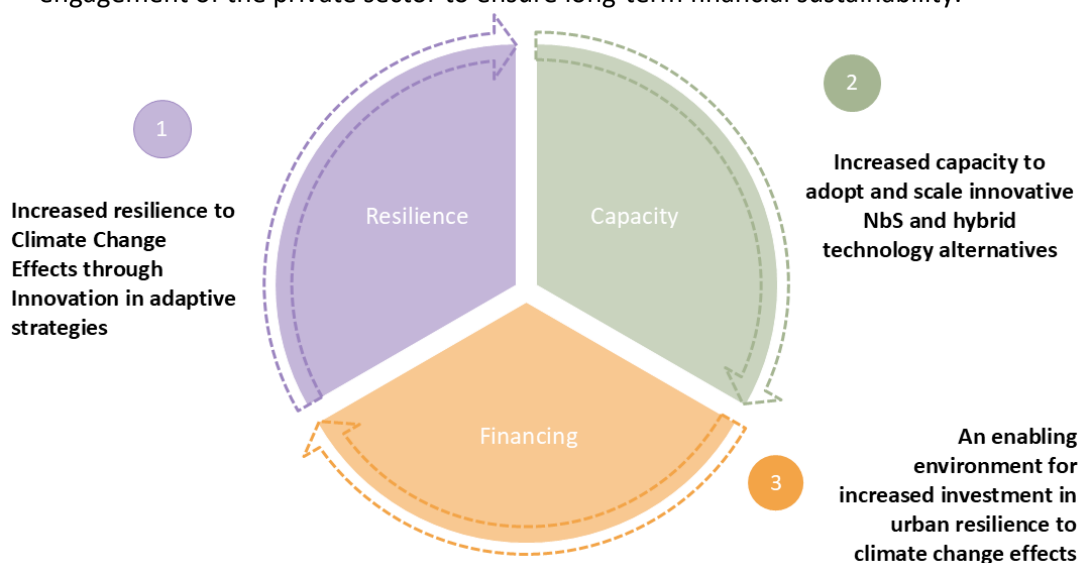 engagement of the private sector to ensure long-term financial sustainability.
1
Increased resilience to
Climate Change
Effects through
Innovation in adaptive
strategies
Resilience
Capacity
2
Increased capacity to
adopt and scale innovative
NbS and hybrid
technology alternatives
Financing
3
An enabling
environment for
increased investment in
urban resilience to
climate change effects